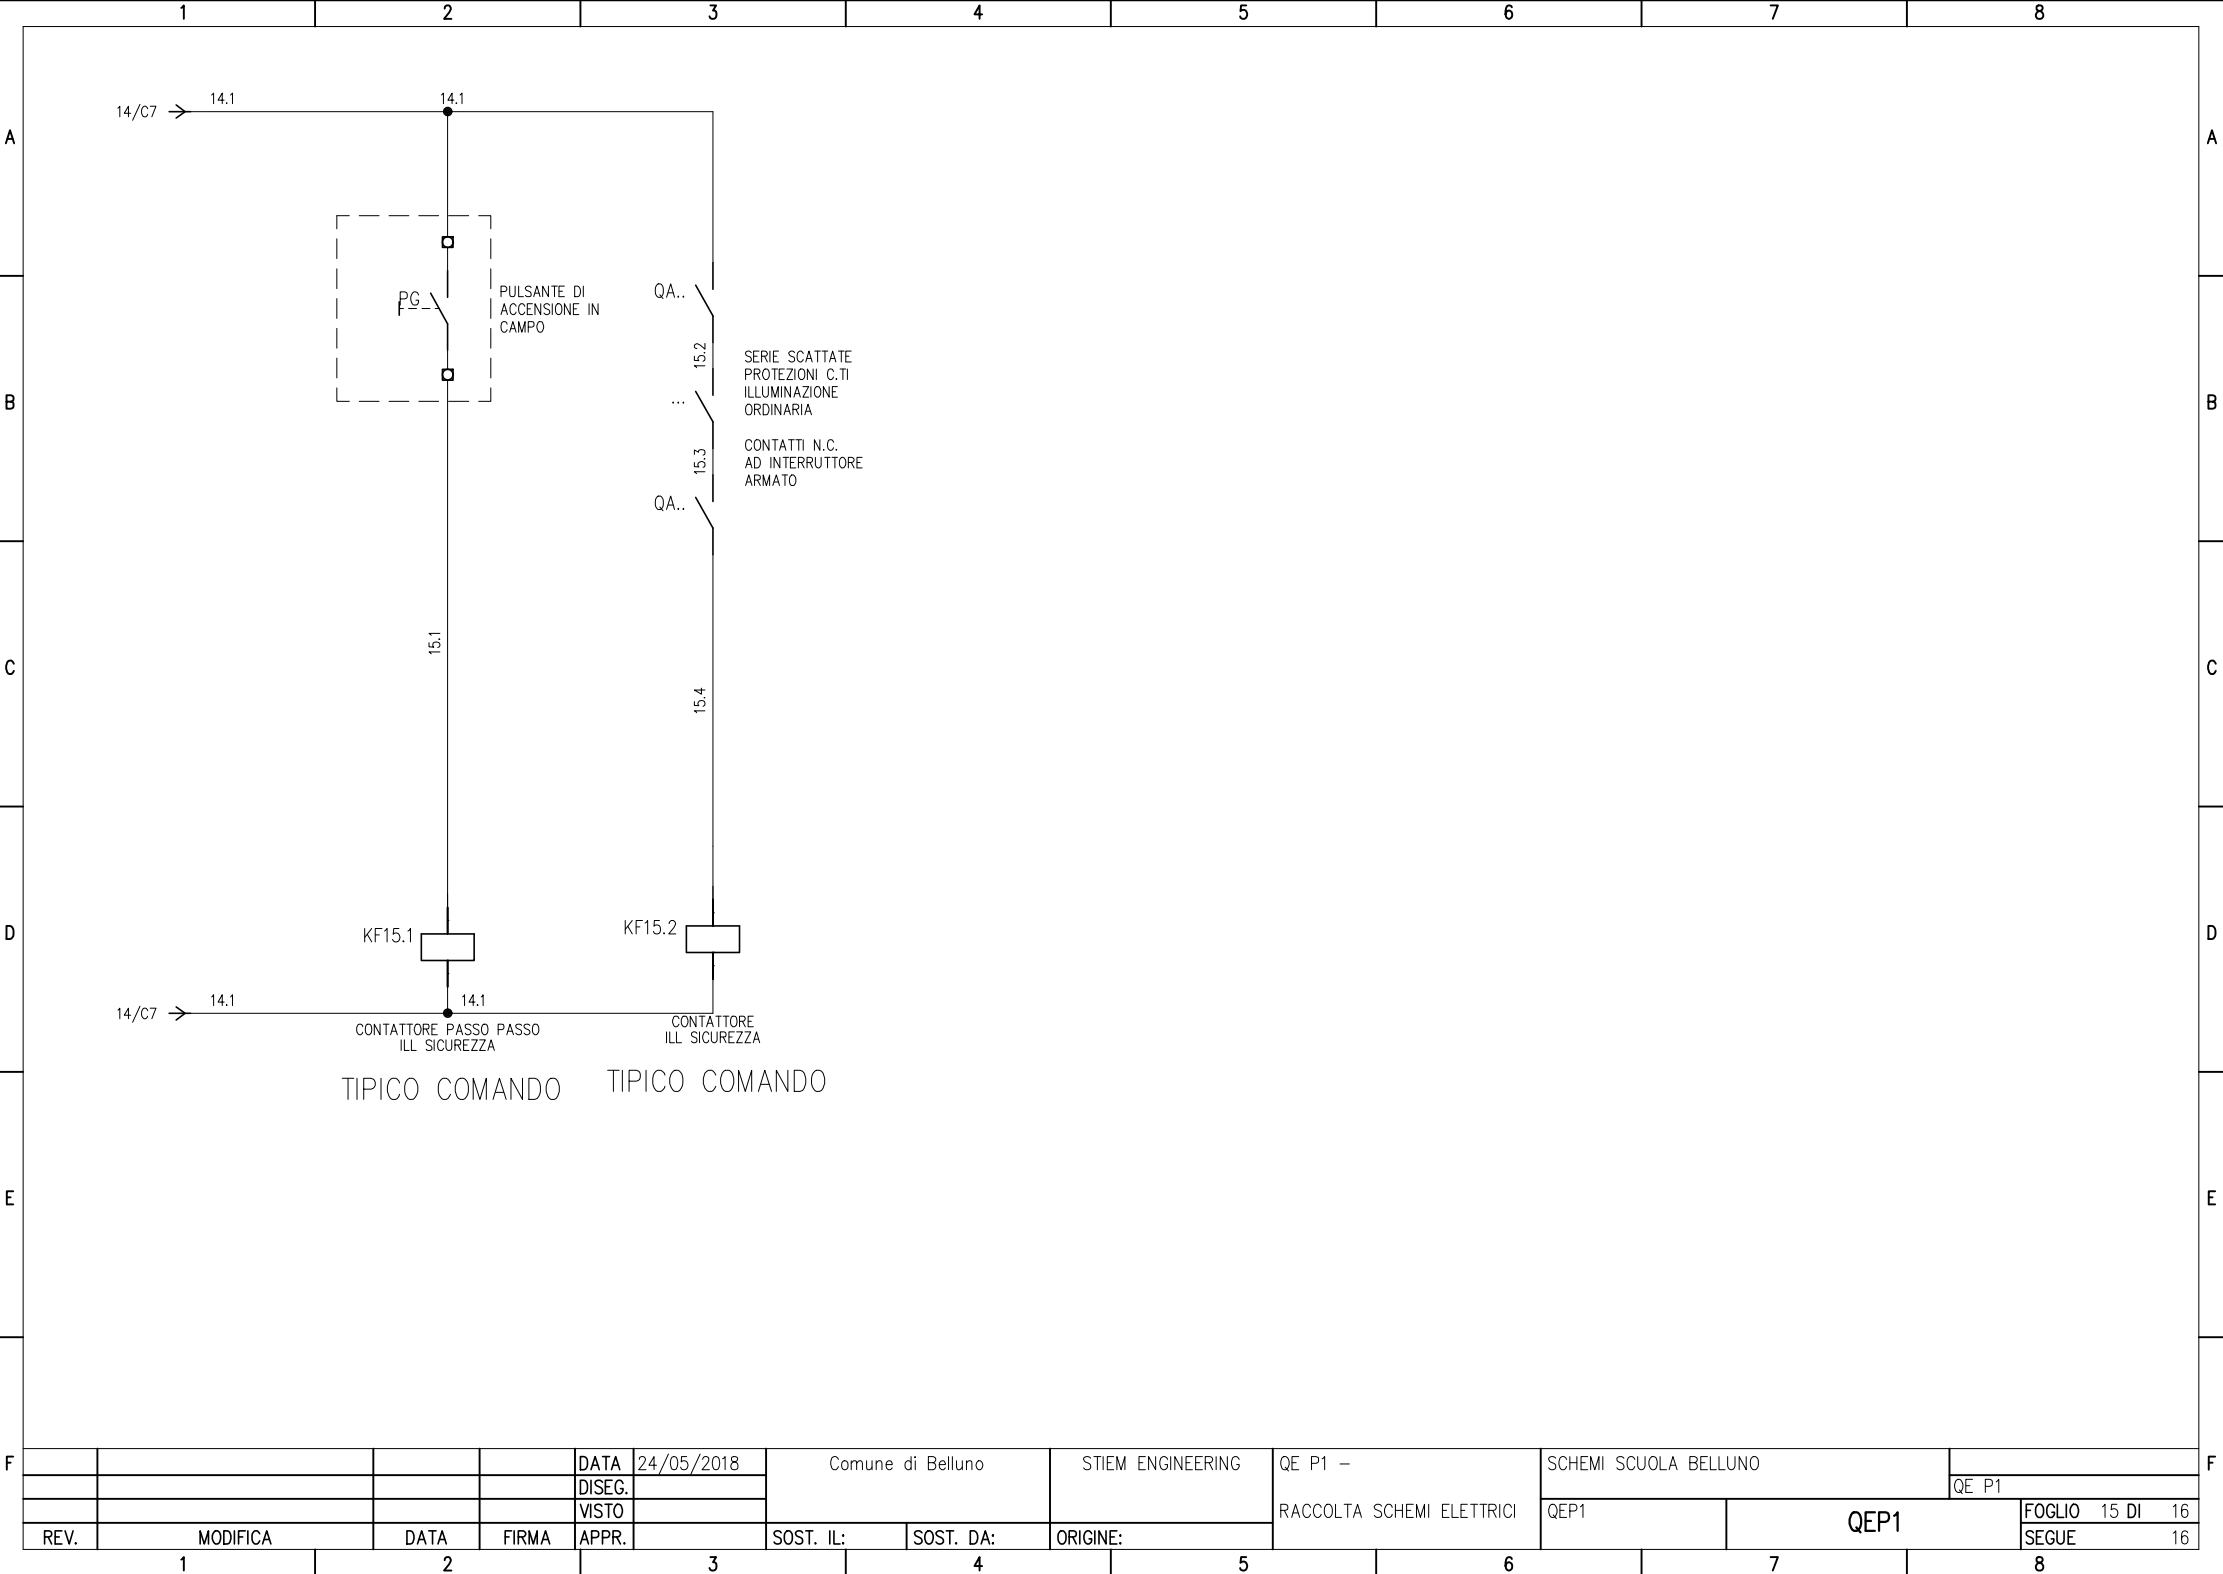 1 2 3 4 5 6 7 8
14/C7 14.1 14.1
A A
PG
PULSANTE DI
ACCENSIONE IN
CAMPO
QA..
15.2
SERIE SCATTATE
PROTEZIONI C.TI
ILLUMINAZIONE
ORDINARIA
...
B B
CONTATTI N.C.
AD INTERRUTTORE
ARMATO
15.3
QA..
15.1
C C
15.4
KF15.1
KF15.2
D D
14/C7 14.1 14.1
CONTATTORE PASSO PASSO
ILL SICUREZZA
CONTATTORE
ILL SICUREZZA
TIPICO COMANDO
TIPICO COMANDO
E E
F F
DATA 24/05/2018 Comune di Belluno STIEM ENGINEERING QE P1 – SCHEMI SCUOLA BELLUNO
DISEG. QE P1
VISTO RACCOLTA SCHEMI ELETTRICI QEP1 QEP1 FOGLIO 15 DI 16
REV. MODIFICA DATA FIRMA APPR. SOST. IL: SOST. DA: ORIGINE: SEGUE 16
1 2 3 4 5 6 7 8